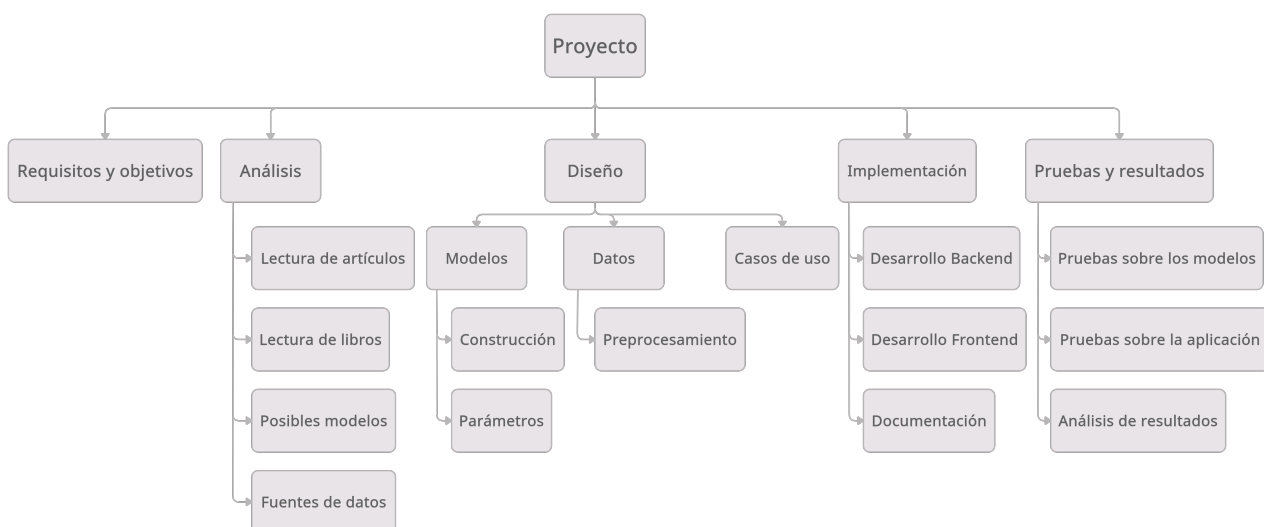 Proyecto
Requisitos y objetivos
Análisis
Diseño
Implementación
Pruebas y resultados
Lectura de artículos
Modelos
Datos
Casos de uso
Desarrollo Backend
Pruebas sobre los modelos
Lectura de libros
Construcción
Preprocesamiento
Desarrollo Frontend
Pruebas sobre la aplicación
Posibles modelos
Parámetros
Documentación
Análisis de resultados
Fuentes de datos